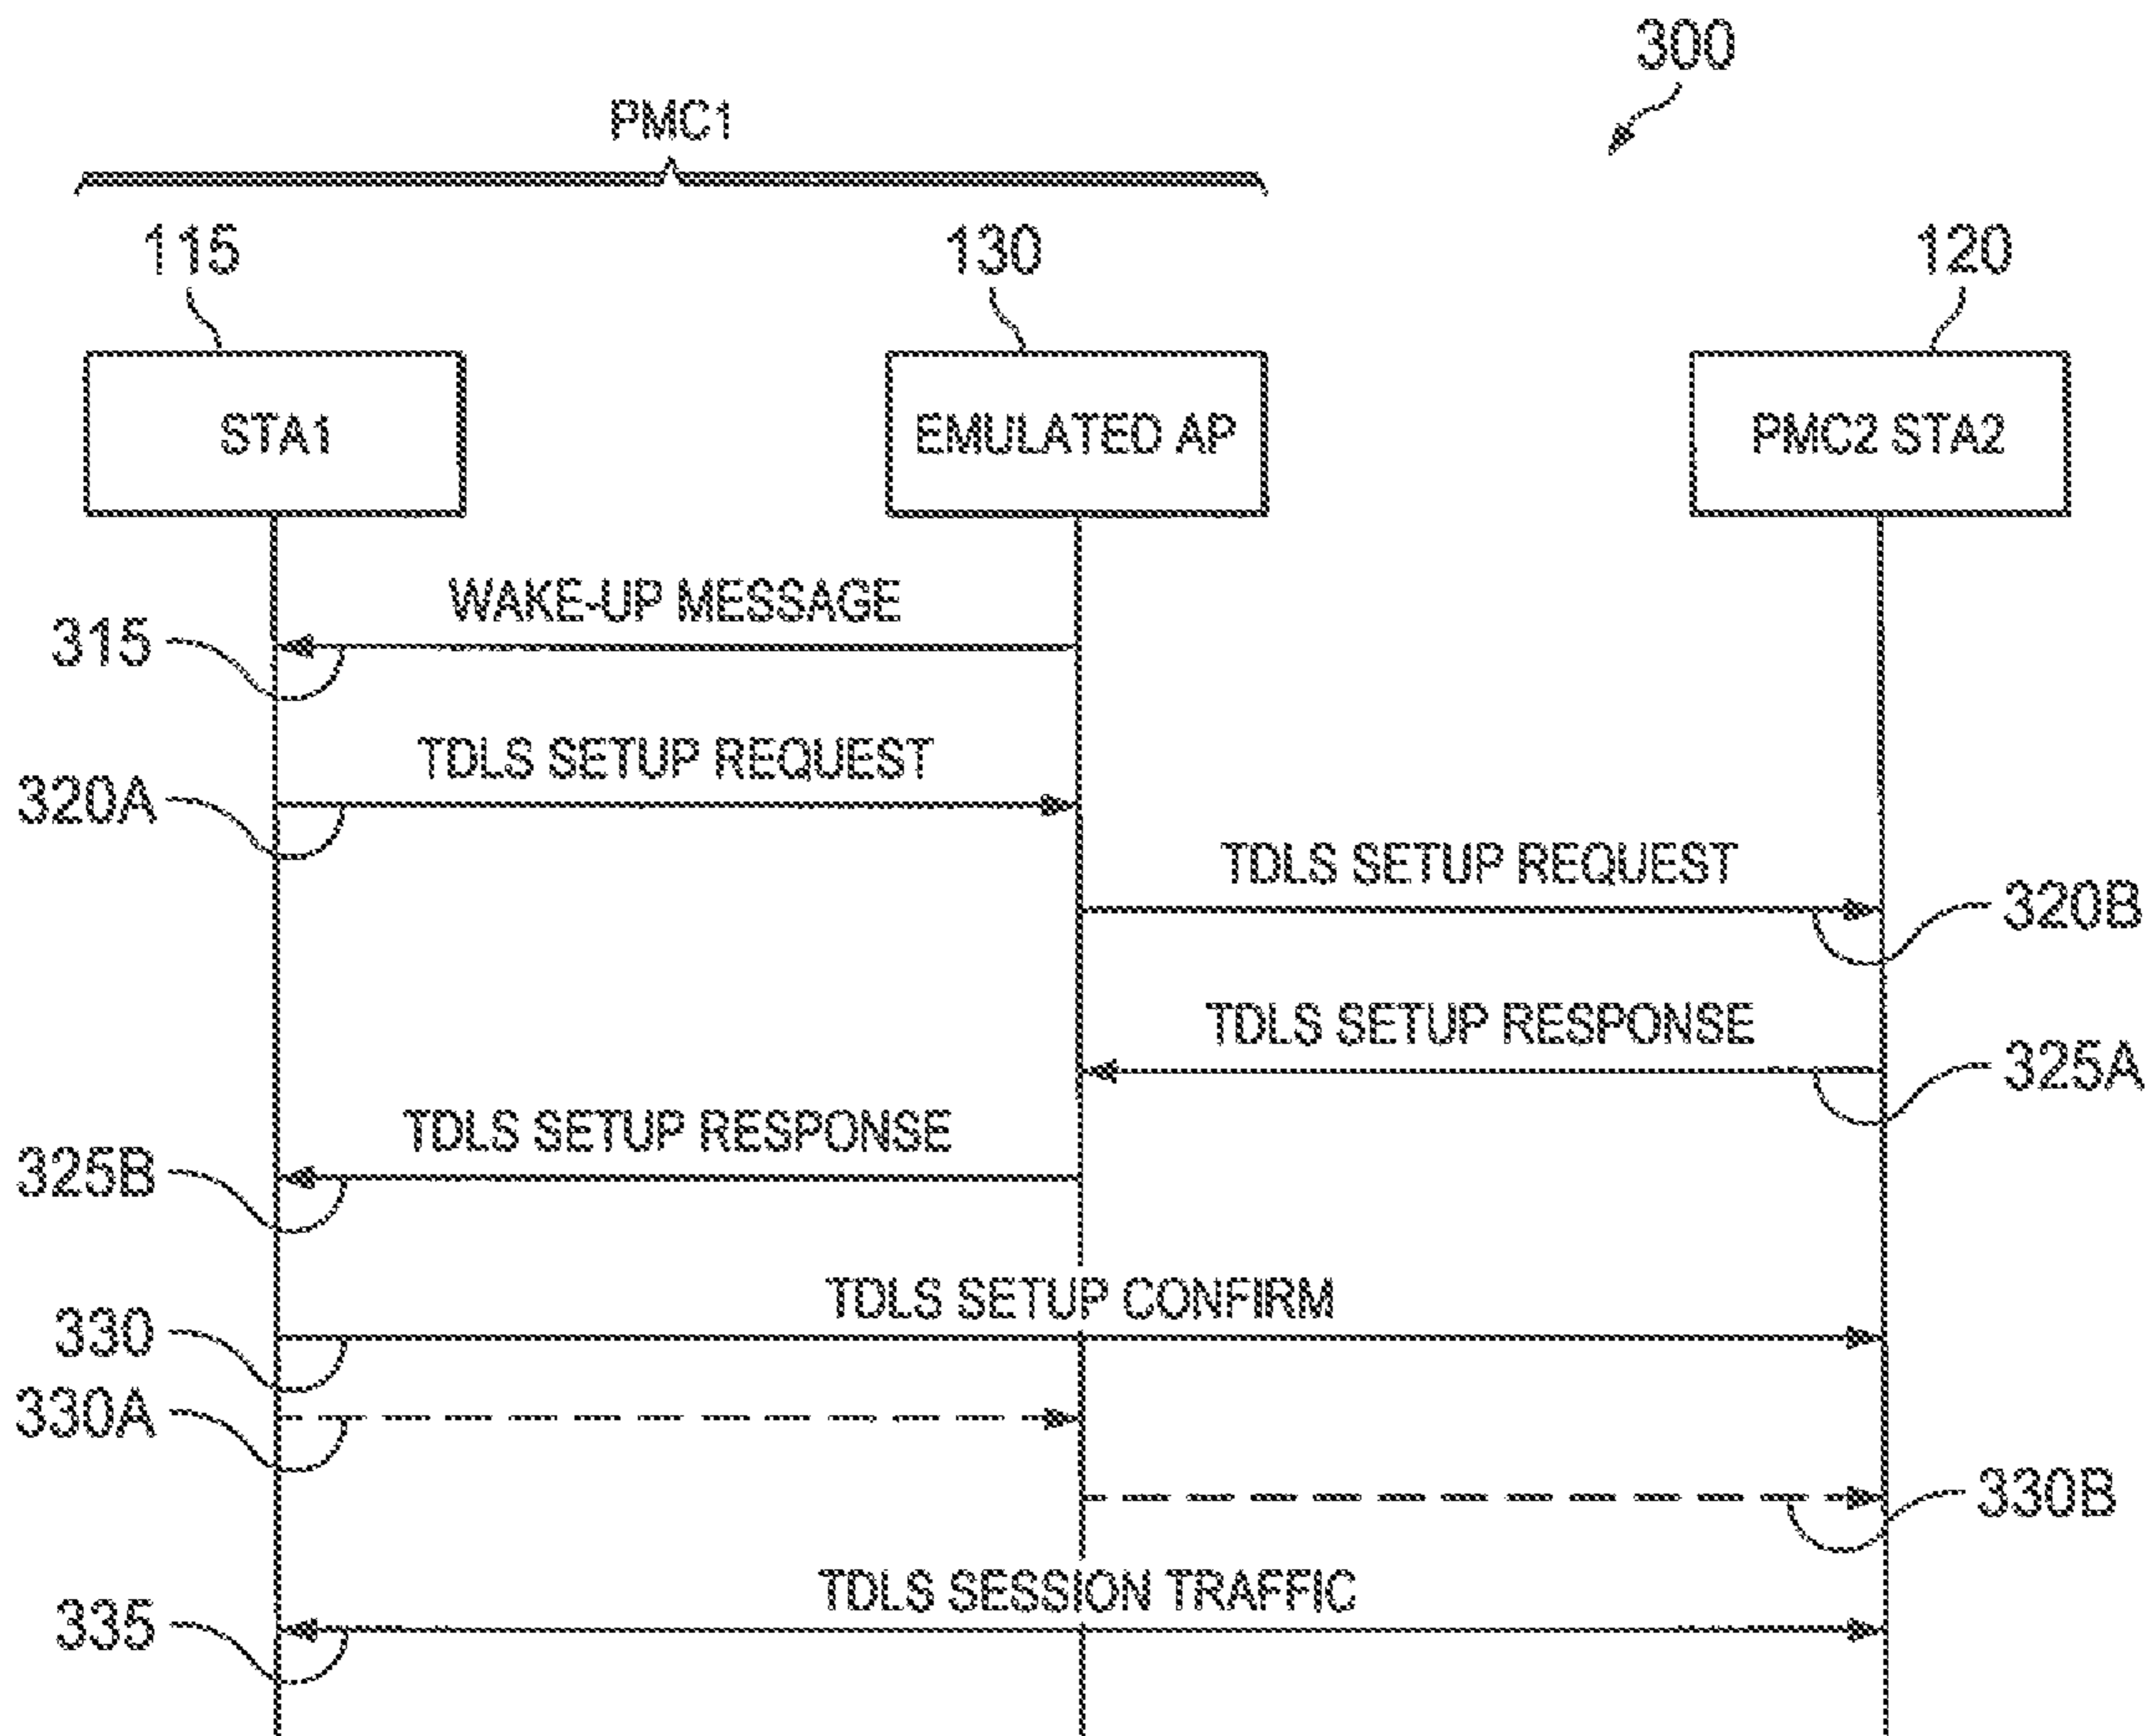 300
PMC1
115
130
120
STA1
EMULATED AP
PMC2 STA2
WAKE-UP MESSAGE
315
TDLS SETUP REQUEST
320A
TDLS SETUP REQUEST
320B
TDLS SETUP RESPONSE
325A
TDLS SETUP RESPONSE
325B
TDLS SETUP CONFIRM
330
330A
330B
TDLS SESSION TRAFFIC
335